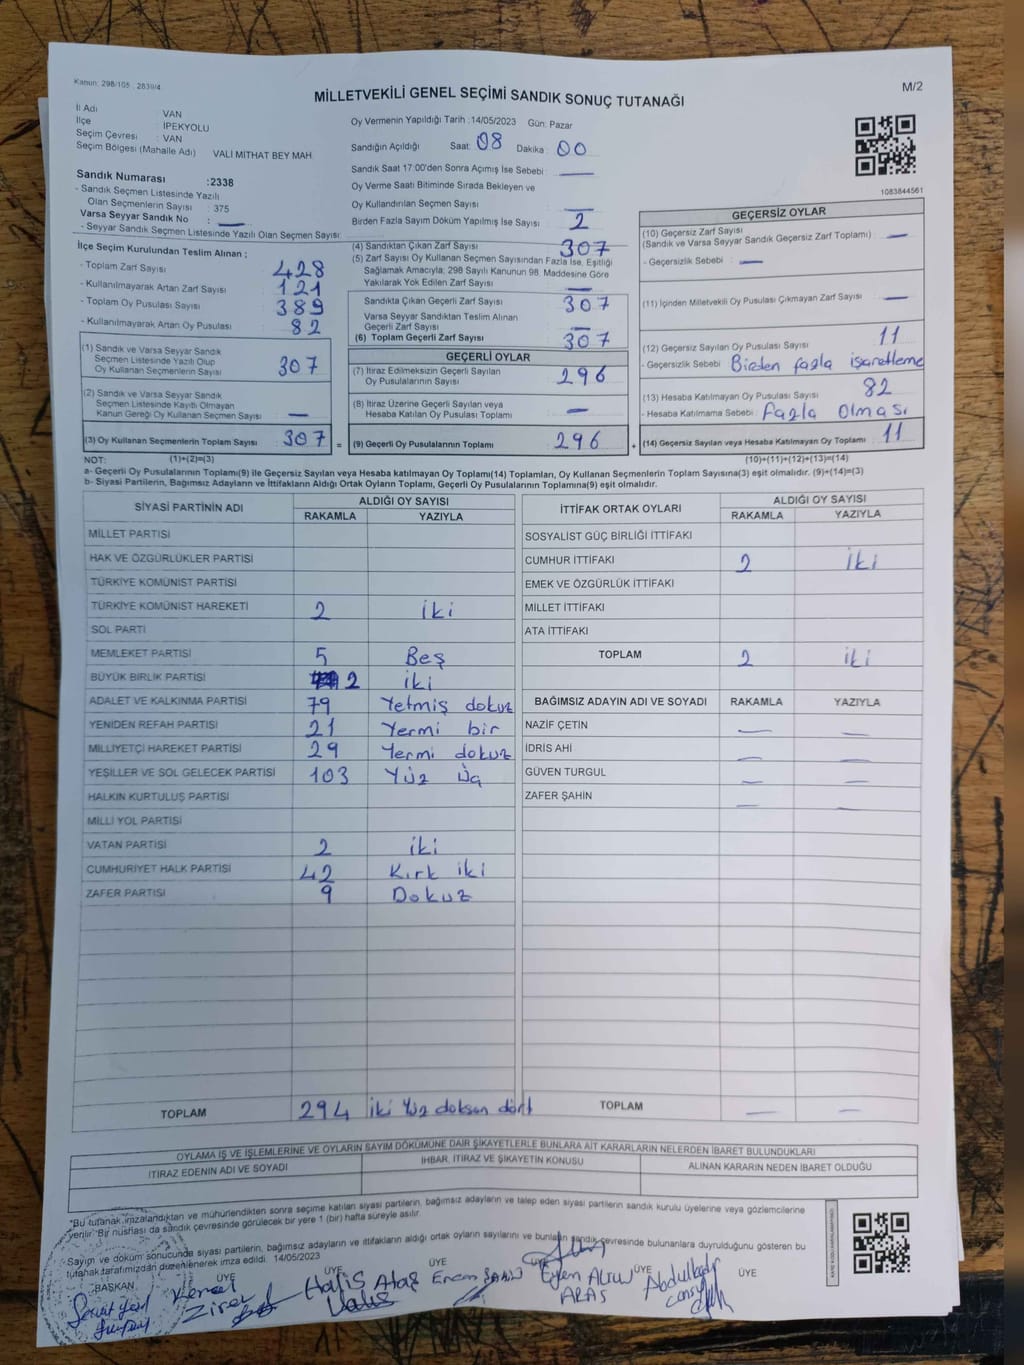 Kanun: 298/105 , 2839/4
M/2
MİLLETVEKİLİ GENEL SEÇİMİ SANDIK SONUÇ TUTANAĞI
İl Adı : VAN
İlçe : İPEKYOLU
Seçim Çevresi : VAN
Seçim Bölgesi (Mahalle Adı) VALİ MİTHAT BEY MAH
Sandık Numarası :2338
- Sandık Seçmen Listesinde Yazılı
Olan Seçmenlerin Sayısı : 375
Varsa Seyyar Sandık No : —
- Seyyar Sandık Seçmen Listesinde Yazılı Olan Seçmen Sayısı:
İlçe Seçim Kurulundan Teslim Alınan ;
- Toplam Zarf Sayısı : 428
- Kullanılmayarak Artan Zarf Sayısı : 121
- Toplam Oy Pusulası Sayısı : 389
- Kullanılmayarak Artan Oy Pusulası : 82
(1) Sandık ve Varsa Seyyar Sandık
Seçmen Listesinde Yazılı Olup
Oy Kullanan Seçmenlerin Sayısı : 307
(2) Sandık ve Varsa Seyyar Sandık
Seçmen Listesinde Kayıtlı Olmayan
Kanun Gereği Oy Kullanan Seçmen Sayısı : —
(3) Oy Kullanan Seçmenlerin Toplam Sayısı : 307 =
Oy Vermenin Yapıldığı Tarih :14/05/2023 Gün: Pazar
Sandığın Açıldığı Saat: 08 Dakika : 00
Sandık Saat 17:00'den Sonra Açımış İse Sebebi : —
Oy Verme Saati Bitiminde Sırada Bekleyen ve
Oy Kullandırılan Seçmen Sayısı : —
Birden Fazla Sayım Döküm Yapılmış İse Sayısı : 2
(4) Sandıktan Çıkan Zarf Sayısı : 307
(5) Zarf Sayısı Oy Kullanan Seçmen Sayısından Fazla İse, Eşitliği
Sağlamak Amacıyla; 298 Sayılı Kanunun 98. Maddesine Göre
Yakılarak Yok Edilen Zarf Sayısı : —
Sandıkta Çıkan Geçerli Zarf Sayısı : 307
Varsa Seyyar Sandıktan Teslim Alınan
Geçerli Zarf Sayısı : —
(6) Toplam Geçerli Zarf Sayısı : 307
GEÇERLİ OYLAR
(7) İtiraz Edilmeksizin Geçerli Sayılan
Oy Pusulalarının Sayısı : 296
(8) İtiraz Üzerine Geçerli Sayılan veya
Hesaba Katılan Oy Pusulası Toplamı : —
(9) Geçerli Oy Pusulalarının Toplamı : 296 +
1083844561
GEÇERSİZ OYLAR
(10) Geçersiz Zarf Sayısı : —
(Sandık ve Varsa Seyyar Sandık Geçersiz Zarf Toplamı)
- Geçersizlik Sebebi : —
(11) İçinden Milletvekili Oy Pusulası Çıkmayan Zarf Sayısı : —
(12) Geçersiz Sayılan Oy Pusulası Sayısı : 11
- Geçersizlik Sebebi : Birden fazla işaretleme
(13) Hesaba Katılmayan Oy Pusulası Sayısı : 82
- Hesaba Katılmama Sebebi : fazla olması
(14) Geçersiz Sayılan veya Hesaba Katılmayan Oy Toplamı : 11
NOT: (1)+(2)=(3) (10)+(11)+(12)+(13)=(14)
a- Geçerli Oy Pusulalarının Toplamı(9) ile Geçersiz Sayılan veya Hesaba katılmayan Oy Toplam(14) Toplamları, Oy Kullanan Seçmenlerin Toplam Sayısına(3) eşit olmalıdır. (9)+(14)=(3)
b- Siyasi Partilerin, Bağımsız Adayların ve İttifakların Aldığı Ortak Oyların Toplamı, Geçerli Oy Pusulalarının Toplamına(9) eşit olmalıdır.
SİYASİ PARTİNİN ADI ALDIĞI OY SAYISI
RAKAMLA YAZIYLA
MİLLET PARTİSİ
HAK VE ÖZGÜRLÜKLER PARTİSİ
TÜRKİYE KOMÜNİST PARTİSİ
TÜRKİYE KOMÜNİST HAREKETİ 2 iki
SOL PARTİ
MEMLEKET PARTİSİ 5 Beş
BÜYÜK BİRLİK PARTİSİ 2 iki
ADALET VE KALKINMA PARTİSİ 79 Yetmiş dokuz
YENİDEN REFAH PARTİSİ 21 Yermi bir
MİLLİYETÇİ HAREKET PARTİSİ 29 Yermi dokuz
YEŞİLLER VE SOL GELECEK PARTİSİ 103 Yüz üç
HALKIN KURTULUŞ PARTİSİ
MİLLİ YOL PARTİSİ
VATAN PARTİSİ 2 iki
CUMHURİYET HALK PARTİSİ 42 Kırk iki
ZAFER PARTİSİ 9 Dokuz
TOPLAM 294 iki Yüz doksan dört
İTTİFAK ORTAK OYLARI ALDIĞI OY SAYISI
RAKAMLA YAZIYLA
SOSYALİST GÜÇ BİRLİĞİ İTTİFAKI
CUMHUR İTTİFAKI 2 iki
EMEK VE ÖZGÜRLÜK İTTİFAKI
MİLLET İTTİFAKI
ATA İTTİFAKI
TOPLAM 2 iki
BAĞIMSIZ ADAYIN ADI VE SOYADI RAKAMLA YAZIYLA
NAZİF ÇETİN — —
İDRİS AHİ — —
GÜVEN TURGUL — —
ZAFER ŞAHİN — —
TOPLAM — —
OYLAMA İŞ VE İŞLEMLERİNE VE OYLARIN SAYIM DÖKÜMÜNE DAİR ŞİKAYETLERLE BUNLARA AİT KARARLARIN NELERDEN İBARET BULUNDUKLARI
İTİRAZ EDENİN ADI VE SOYADI İHBAR, İTİRAZ VE ŞİKAYETİN KONUSU ALINAN KARARIN NEDEN İBARET OLDUĞU
*Bu tutanak imzalandıktan ve mühürlendikten sonra seçime katılan siyasi partilerin, bağımsız adayların ve talep eden siyasi partilerin sandık kurulu üyelerine veya gözlemcilerine
verilir. Bir nüshası da sandık çevresinde görülecek bir yere 1 (bir) hafta süreyle asılır.
Sayım ve döküm sonucunda siyasi partilerin, bağımsız adayların ve ittifakların aldığı ortak oyların sayılarını ve bunların sandık çevresinde bulunanlara duyrulduğunu gösteren bu
tutanak tarafımızdan düzenlenerek imza edildi. 14/05/2023
BAŞKAN ÜYE ÜYE ÜYE ÜYE ÜYE ÜYE
Halis Ataş